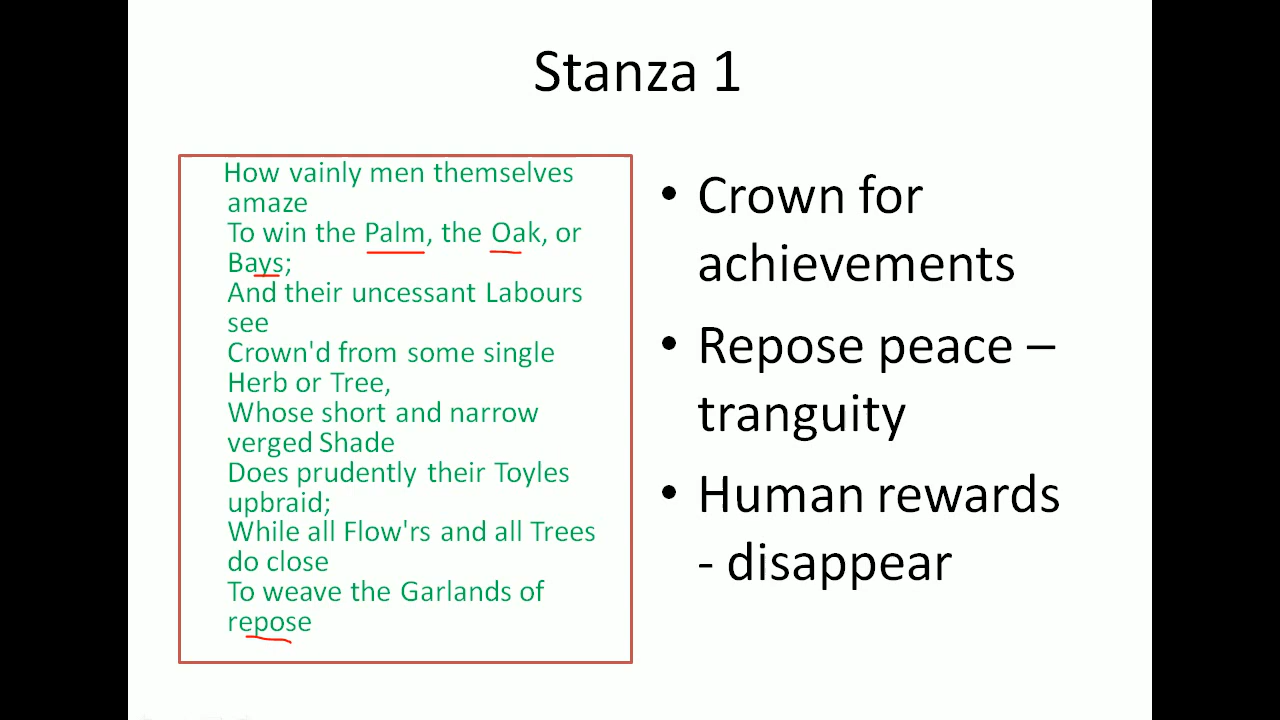 Stanza 1
How vainly men themselves
amaze
To win the Palm, the Oak, or
Bays;
And their uncessant Labours
see
Crown'd from some single
Herb or Tree,
Whose short and narrow
verged Shade
Does prudently their Toyles
upbraid;
While all Flow'rs and all Trees
do close
To weave the Garlands of
repose
• Crown for
achievements
• Repose peace –
tranguity
• Human rewards
- disappear